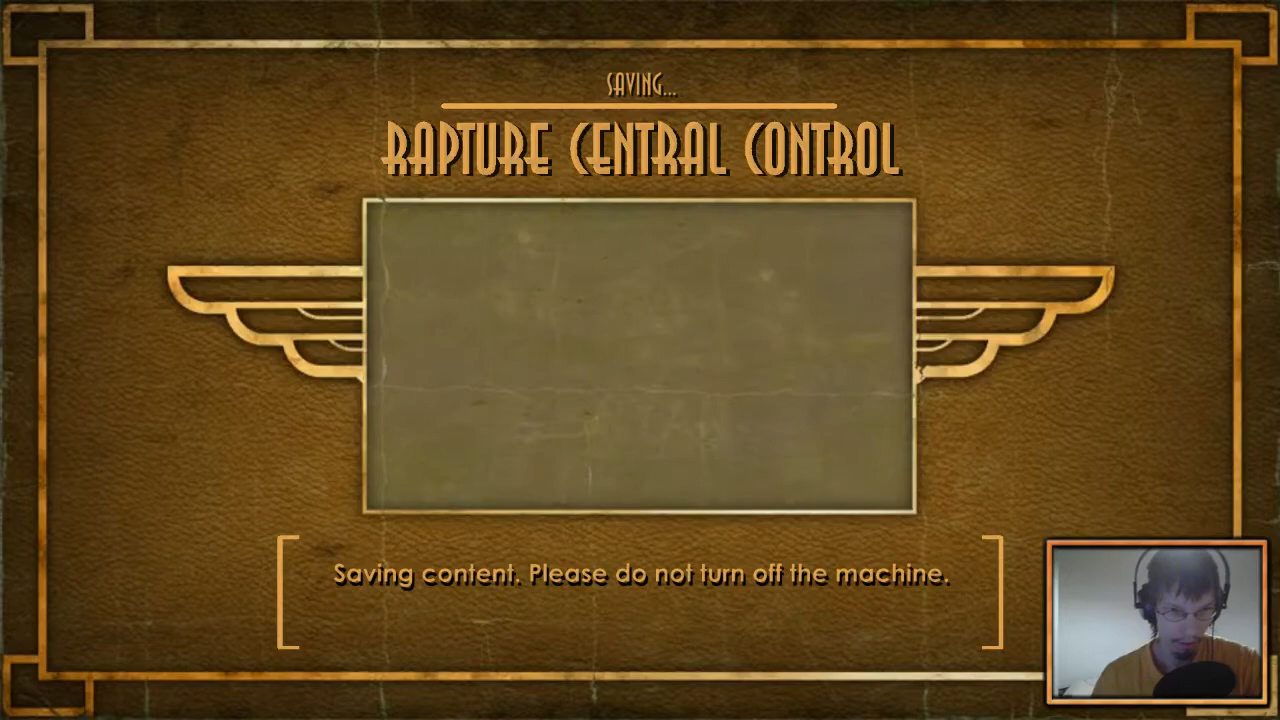 SAVING...
RAPTURE CENTRAL CONTROL
Saving content. Please do not turn off the machine.